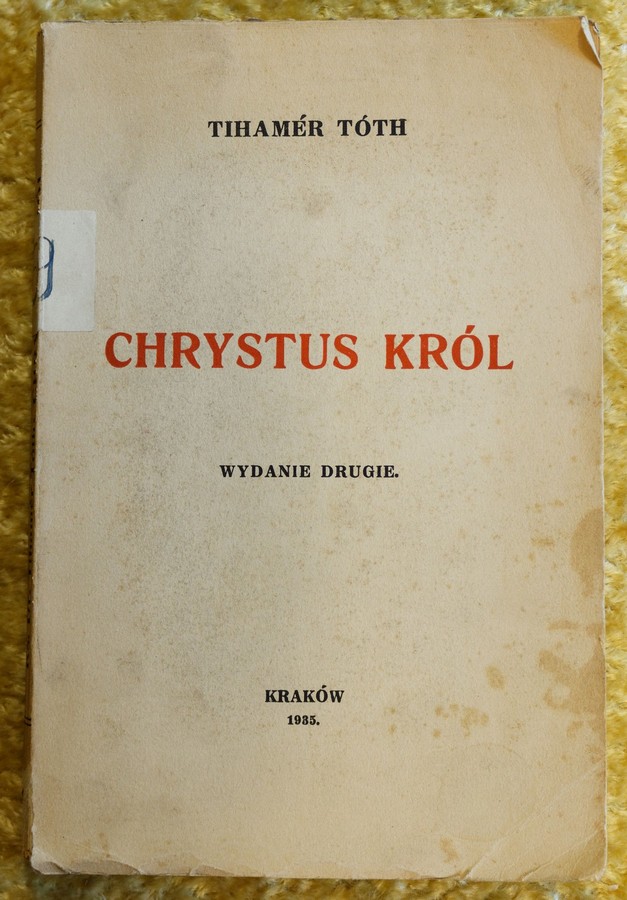 TIHAMÉR TÓTH
CHRYSTUS KRÓL
WYDANIE DRUGIE.
KRAKÓW
1935.